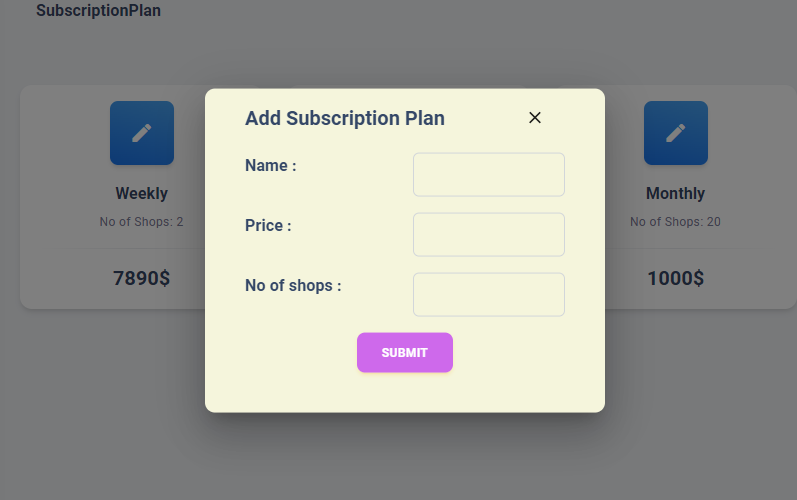 SubscriptionPlan
Add Subscription Plan
Name :
Price :
No of shops :
SUBMIT
Weekly
No of Shops: 2
7890$
Monthly
No of Shops: 20
1000$